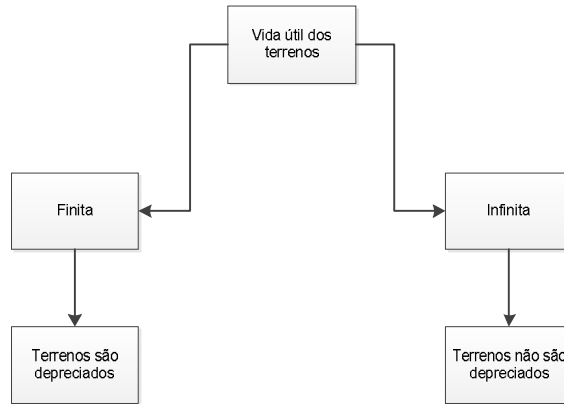 Vida útil dos
terrenos
Finita
Infinita
Terrenos são
depreciados
Terrenos não são
depreciados